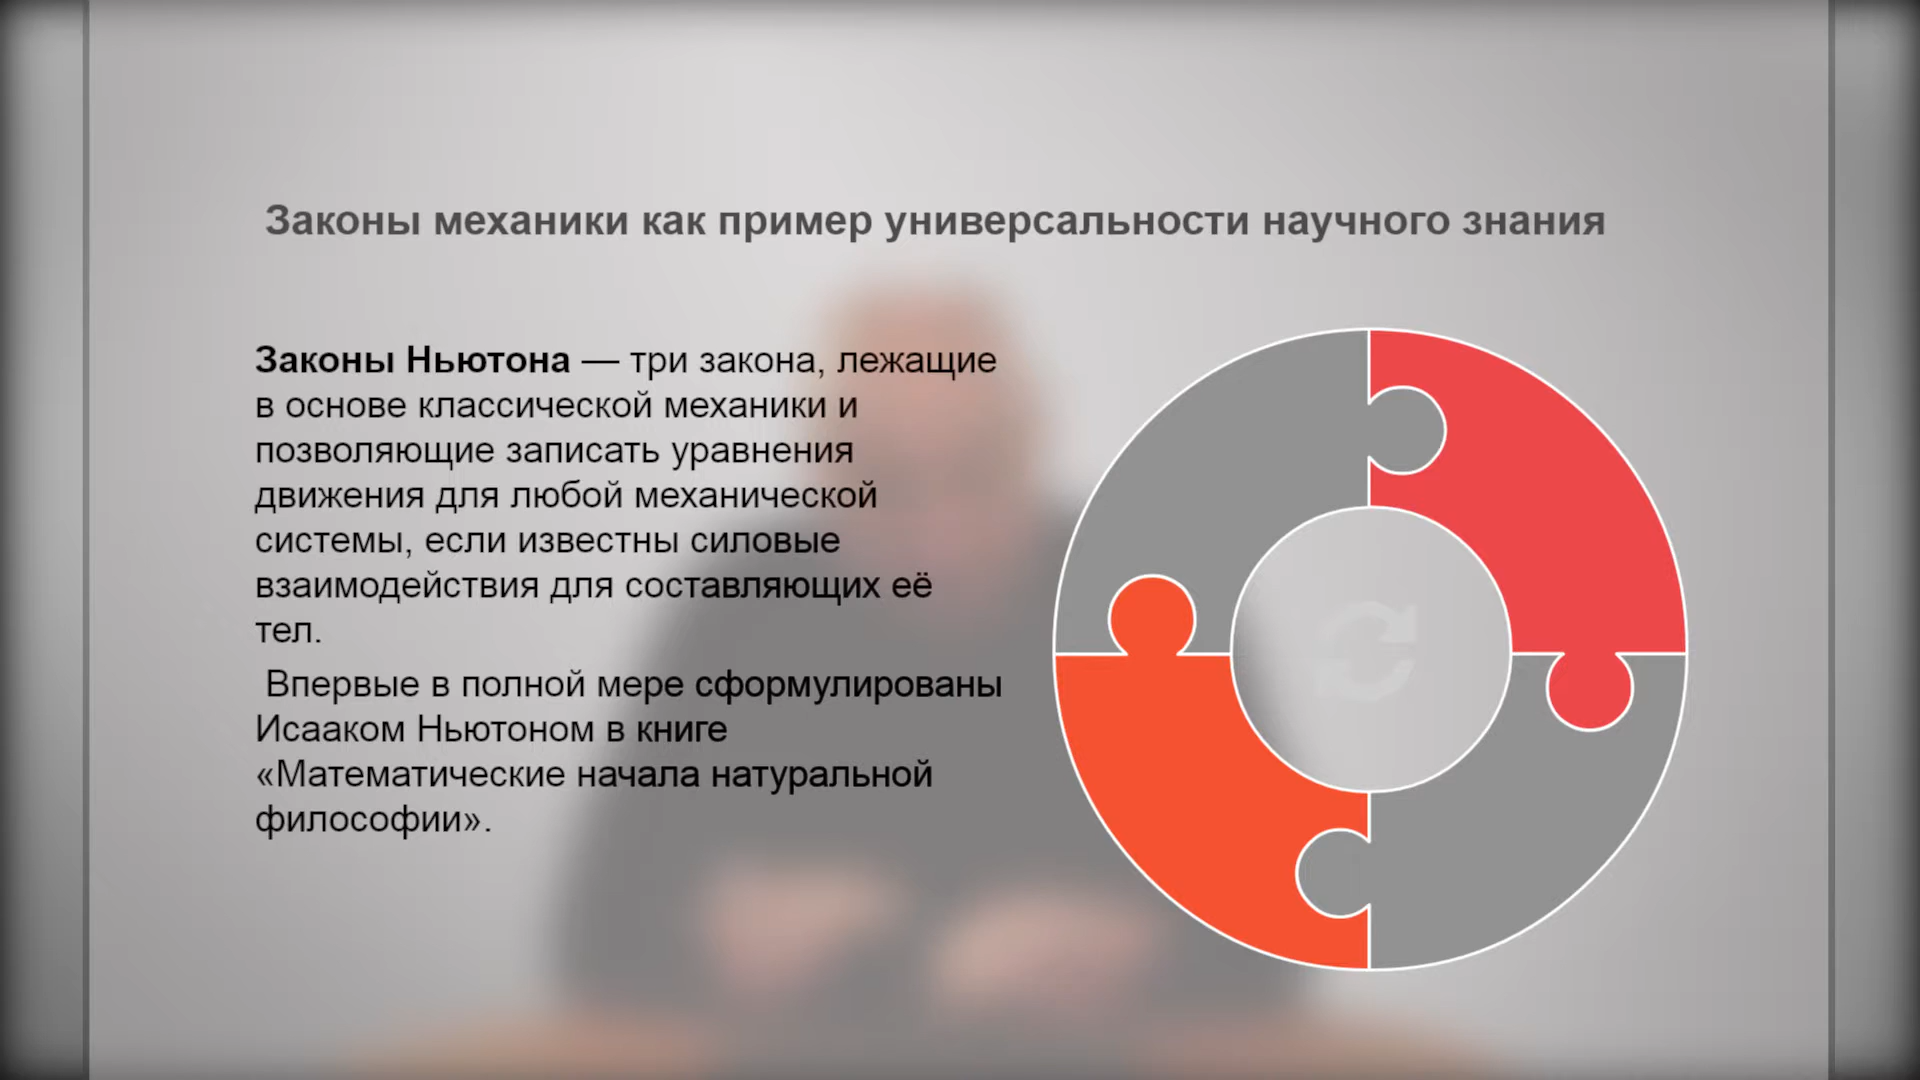 Законы механики как пример универсальности научного знания
Законы Ньютона — три закона, лежащие
в основе классической механики и
позволяющие записать уравнения
движения для любой механической
системы, если известны силовые
взаимодействия для составляющих её
тел.
Впервые в полной мере сформулированы
Исааком Ньютоном в книге
«Математические начала натуральной
философии».